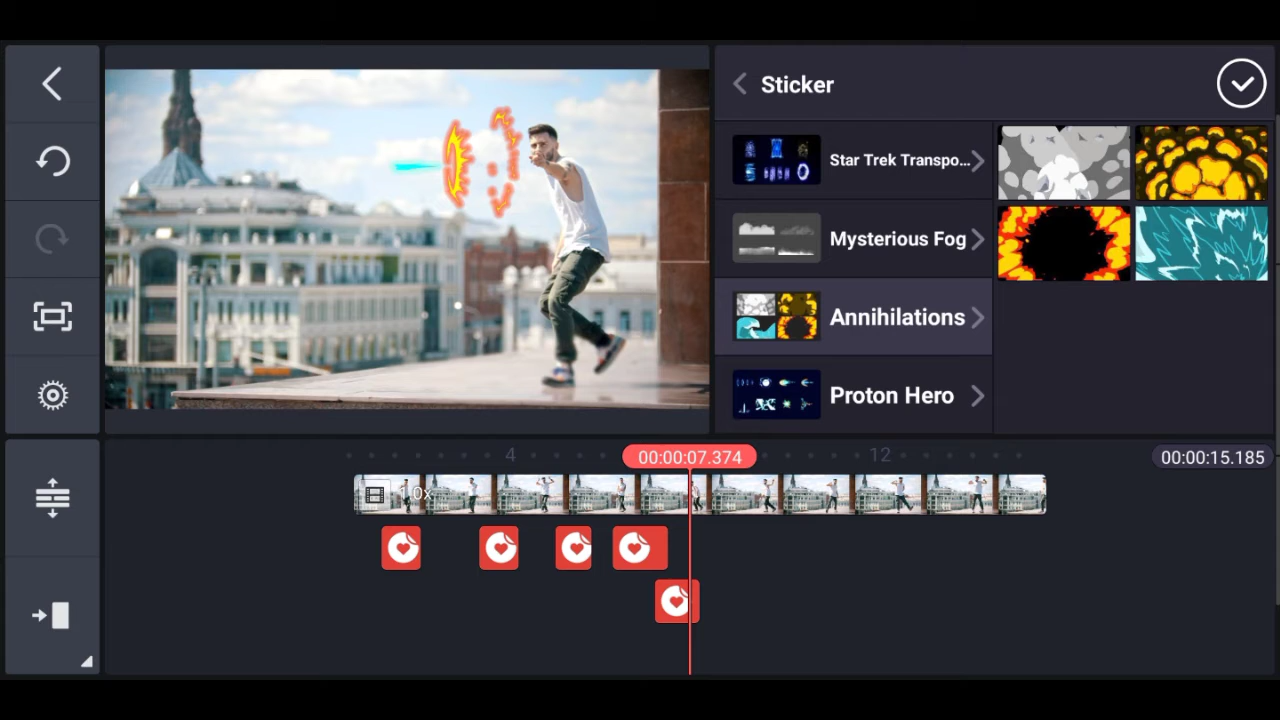 Sticker
Star Trek Transpo...
Mysterious Fog
Annihilations
Proton Hero
4
00:00:07.374
12
00:00:15.185
1.0x